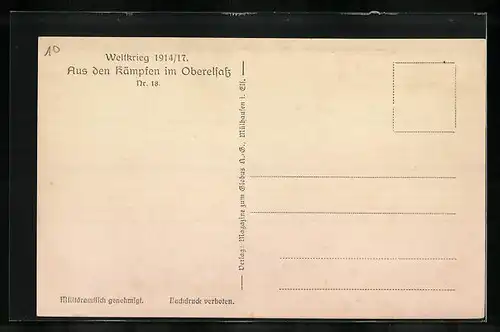 10
Weltkrieg 1914/17.
Aus den Kämpfen im Oberelsaß
Nr. 18.
Verlag: Magazine zum Globus A.-G., Mülhausen i. Els.
Militäramtlich genehmigt. Nachdruck verboten.